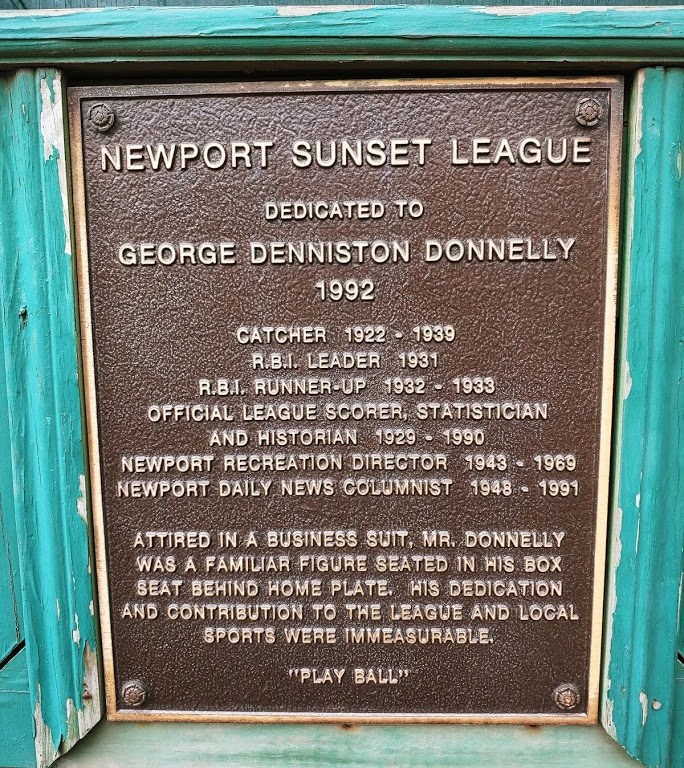 NEWPORT SUNSET LEAGUE
DEDICATED TO
GEORGE DENNISTON DONNELLY
1992
CATCHER 1922 - 1939
R.B.I. LEADER 1931
R.B.I. RUNNER-UP 1932 - 1933
OFFICIAL LEAGUE SCORER, STATISTICIAN
AND HISTORIAN 1929 - 1990
NEWPORT RECREATION DIRECTOR 1943 - 1969
NEWPORT DAILY NEWS COLUMNIST 1948 - 1991
ATTIRED IN A BUSINESS SUIT, MR. DONNELLY
WAS A FAMILIAR FIGURE SEATED IN HIS BOX
SEAT BEHIND HOME PLATE. HIS DEDICATION
AND CONTRIBUTION TO THE LEAGUE AND LOCAL
SPORTS WERE IMMEASURABLE.
"PLAY BALL"